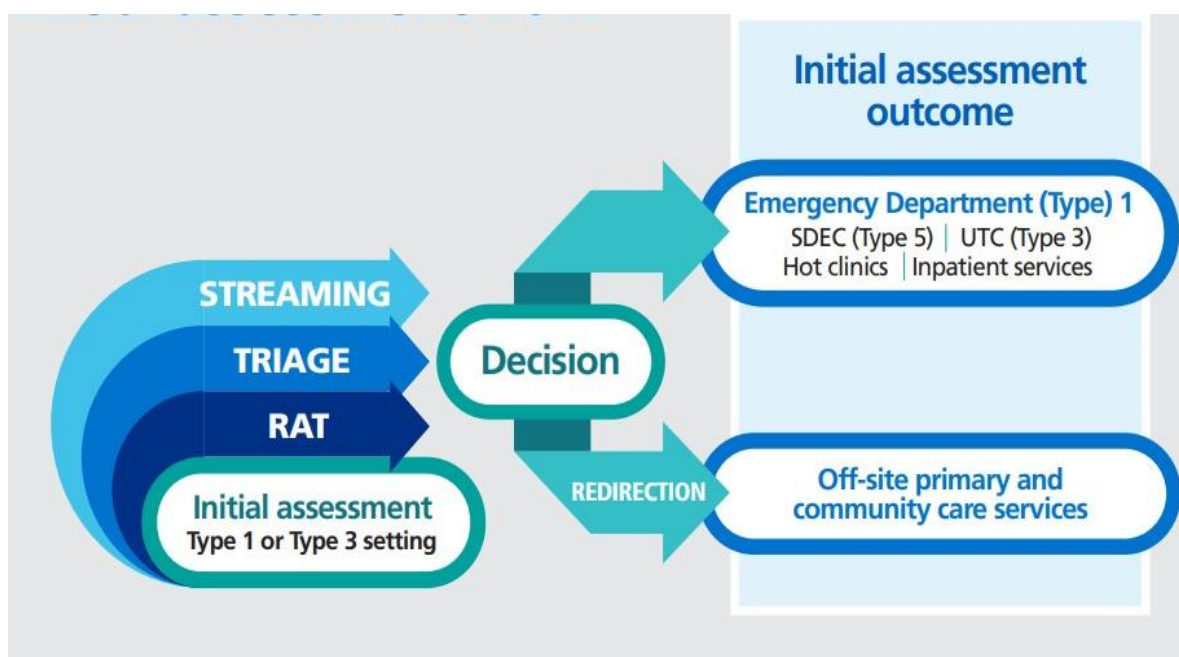 Initial assessment
outcome
Emergency Department (Type) 1
SDEC (Type 5) | UTC (Type 3)
Hot clinics | Inpatient services
STREAMING
TRIAGE
RAT
Initial assessment
Type 1 or Type 3 setting
Decision
REDIRECTION
Off-site primary and
community care services